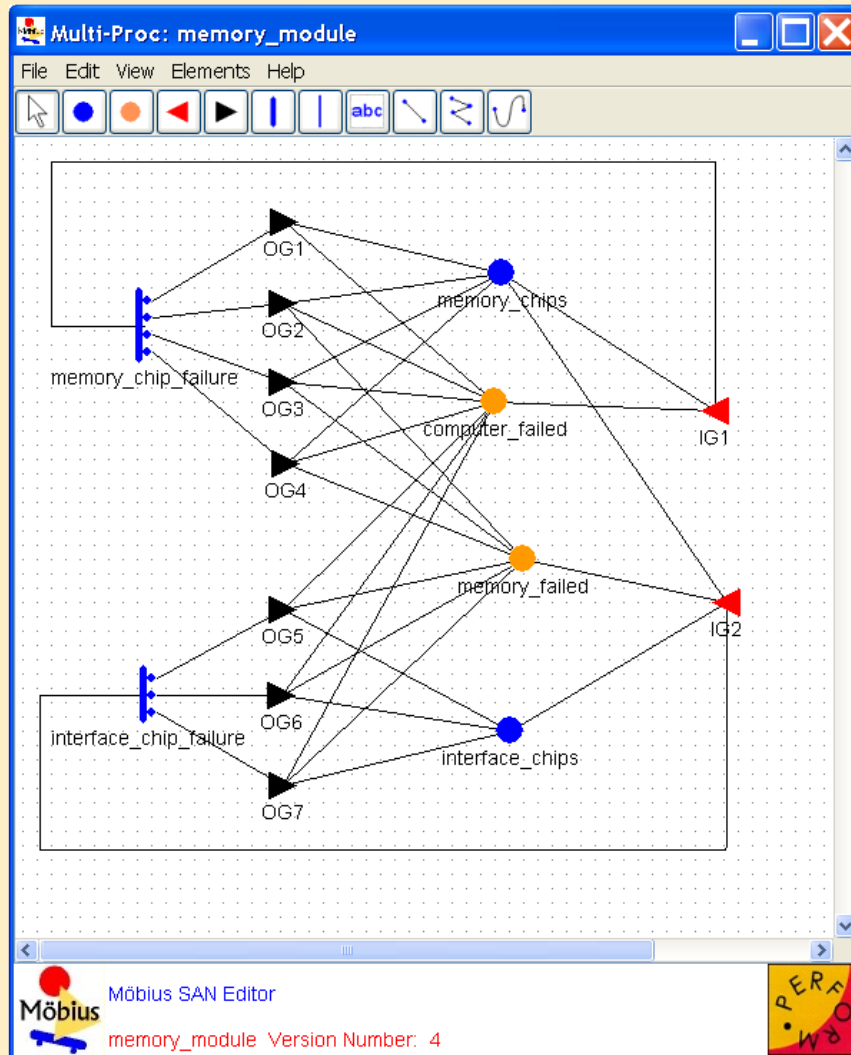 Multi-Proc: memory_module
File Edit View Elements Help
abc
OG1
memory_chips
OG2
memory_chip_failure
OG3
computer_failed
IG1
OG4
memory_failed
OG5
IG2
OG6
interface_chip_failure
interface_chips
OG7
Möbius
Möbius SAN Editor
memory_module Version Number: 4
PERFORM